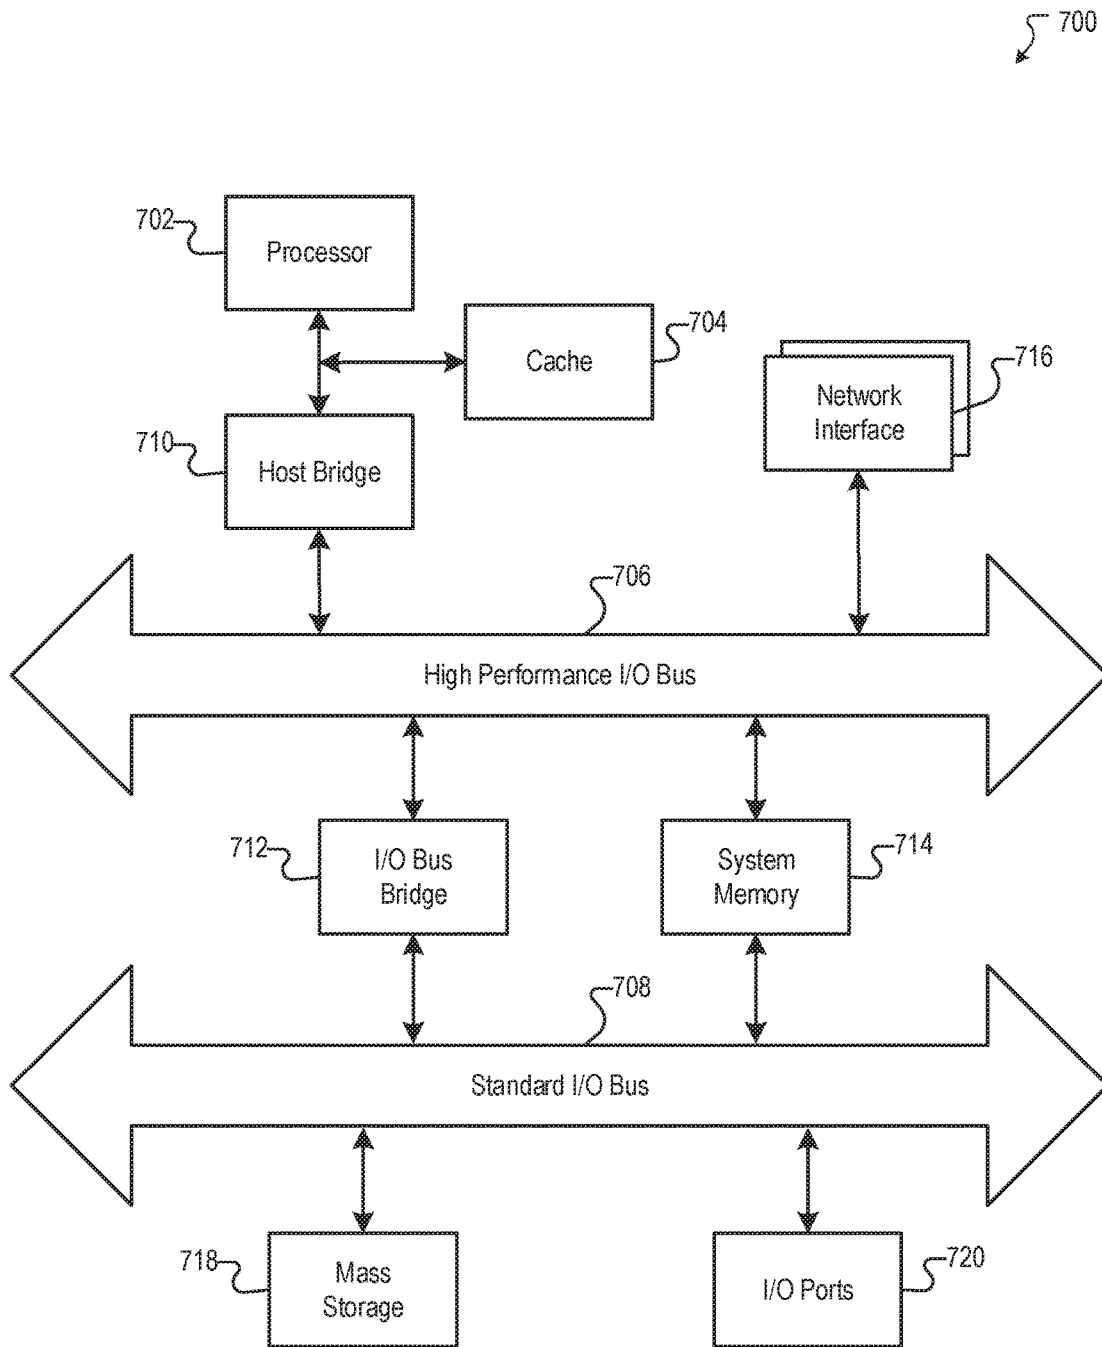 700
702
Processor
704
Cache
716
Network
Interface
710
Host Bridge
706
High Performance I/O Bus
712
I/O Bus
Bridge
714
System
Memory
708
Standard I/O Bus
718
Mass
Storage
720
I/O Ports